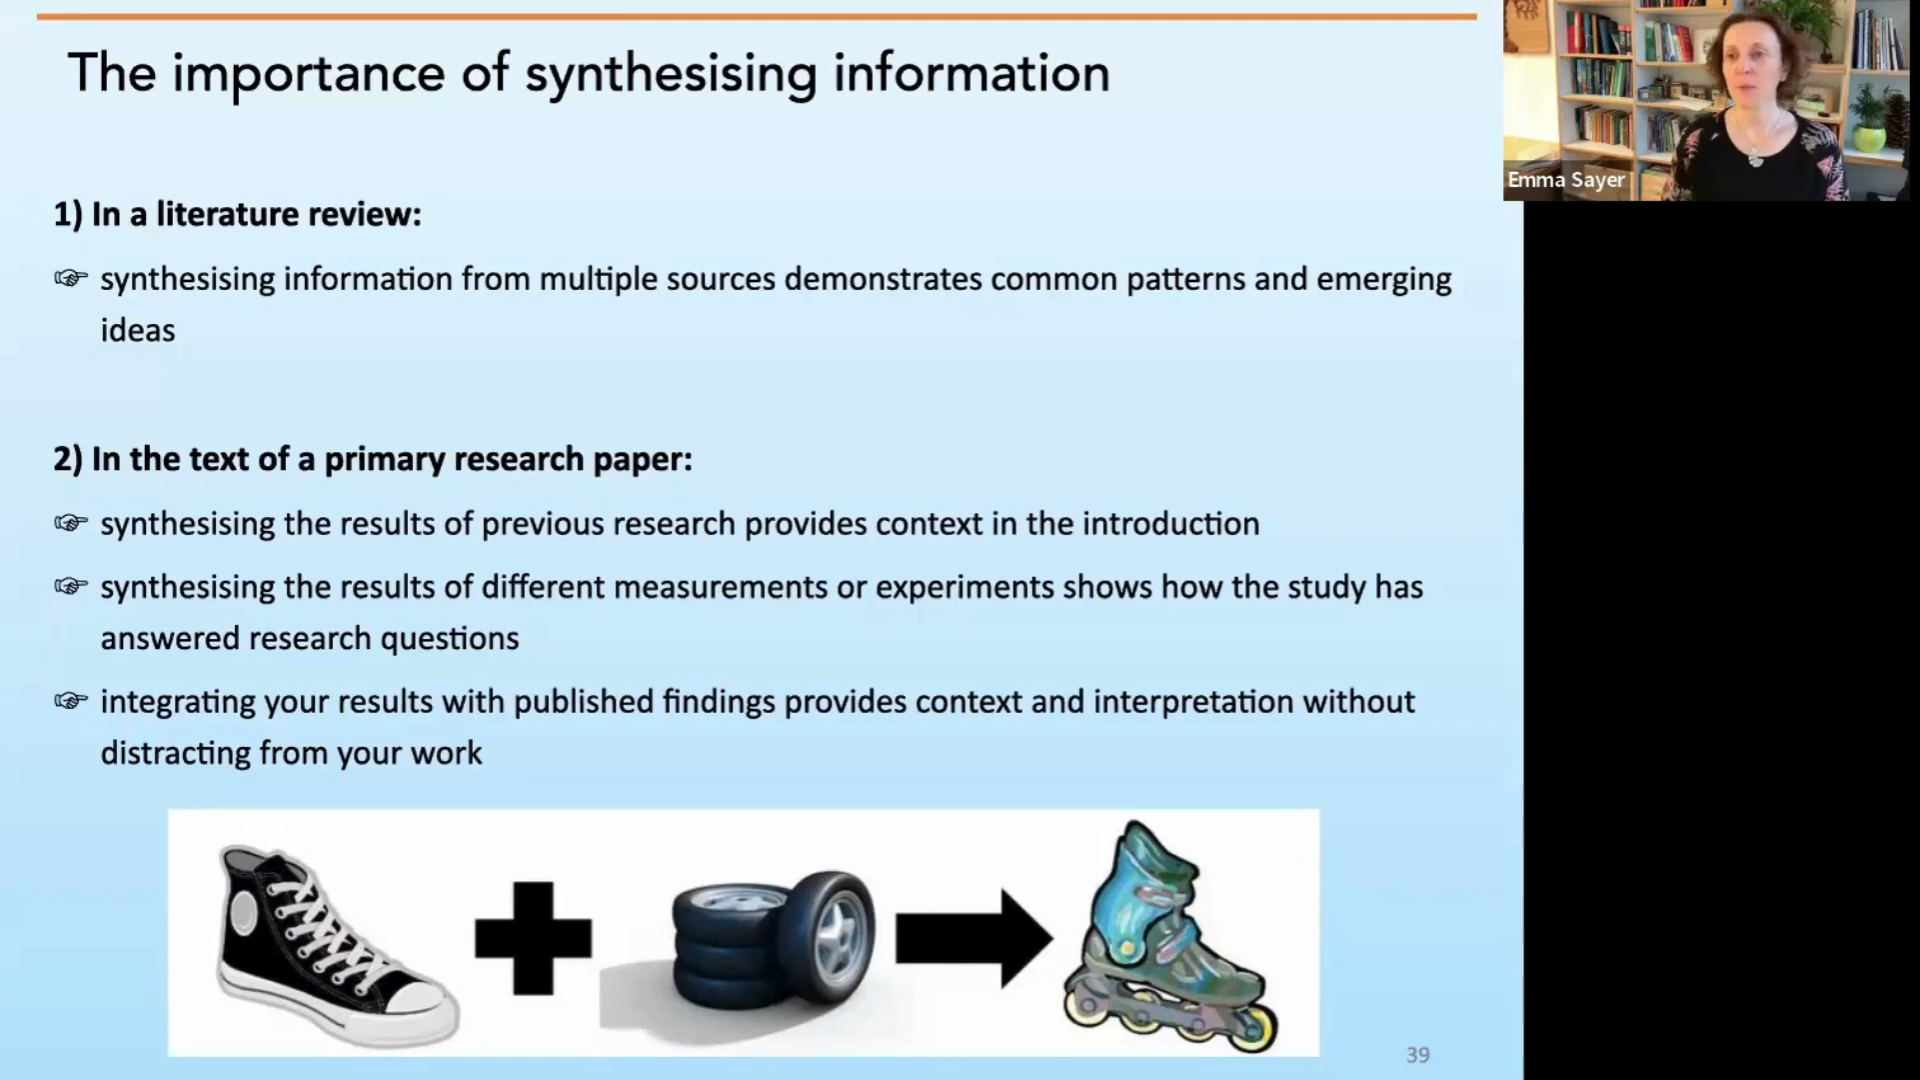 The importance of synthesising information
Emma Sayer
1) In a literature review:
☞ synthesising information from multiple sources demonstrates common patterns and emerging
ideas
2) In the text of a primary research paper:
☞ synthesising the results of previous research provides context in the introduction
☞ synthesising the results of different measurements or experiments shows how the study has
answered research questions
☞ integrating your results with published findings provides context and interpretation without
distracting from your work
39